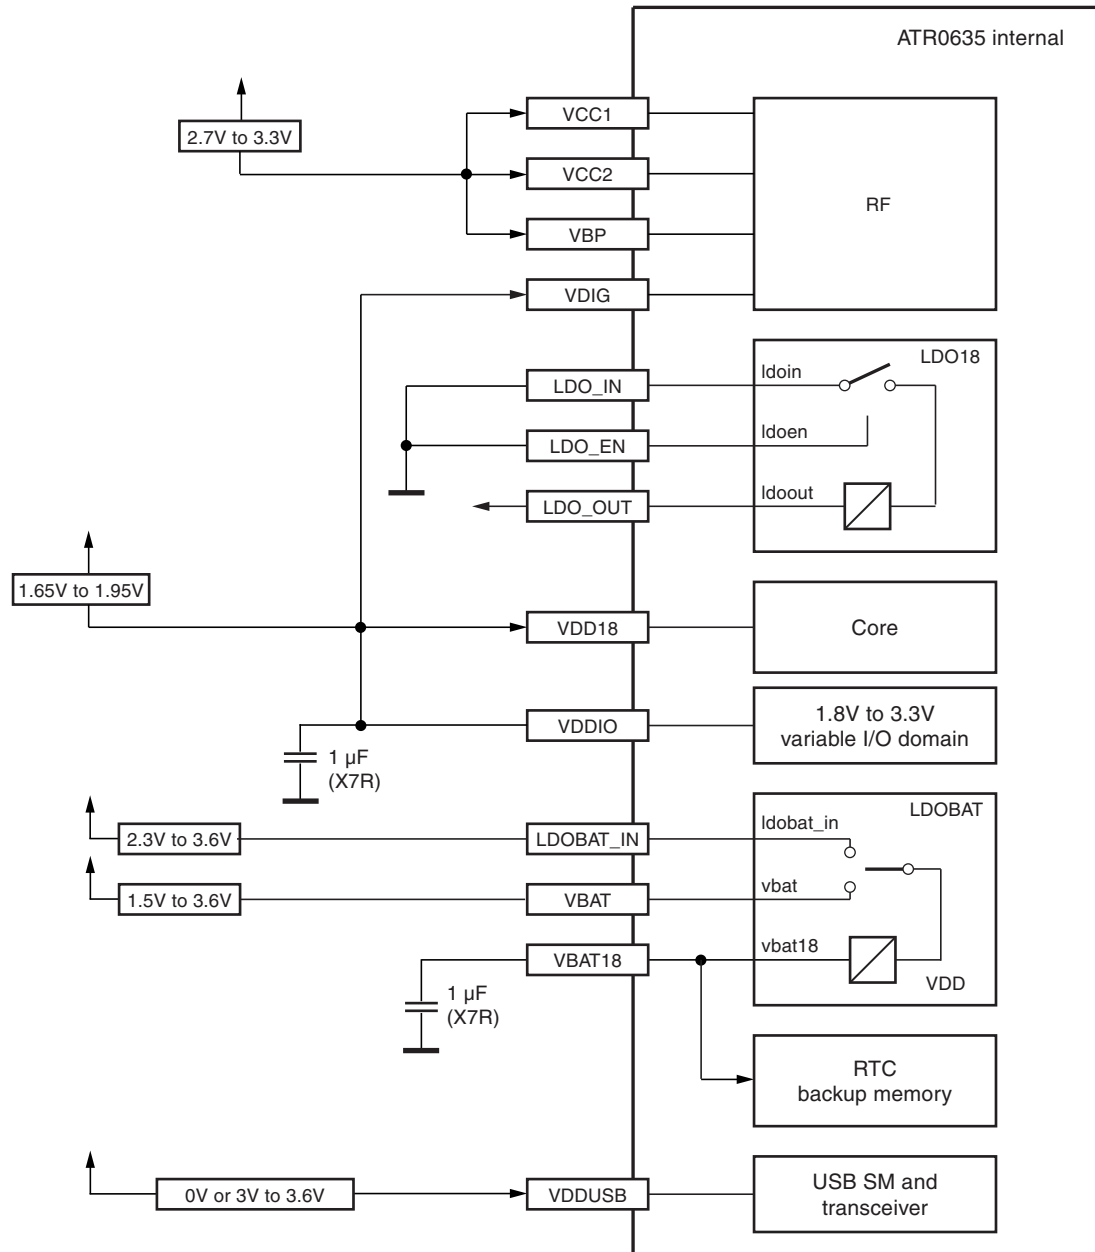 ATR0635 internal
2.7V to 3.3V
VCC1
VCC2
VBP
VDIG
RF
LDO_IN
LDO_EN
LDO_OUT
ldoin
ldoen
ldoout
LDO18
1.65V to 1.95V
VDD18
Core
VDDIO
1.8V to 3.3V
variable I/O domain
1 µF
(X7R)
2.3V to 3.6V
LDOBAT_IN
ldobat_in
LDOBAT
1.5V to 3.6V
VBAT
vbat
VBAT18
vbat18
VDD
1 µF
(X7R)
RTC
backup memory
0V or 3V to 3.6V
VDDUSB
USB SM and
transceiver